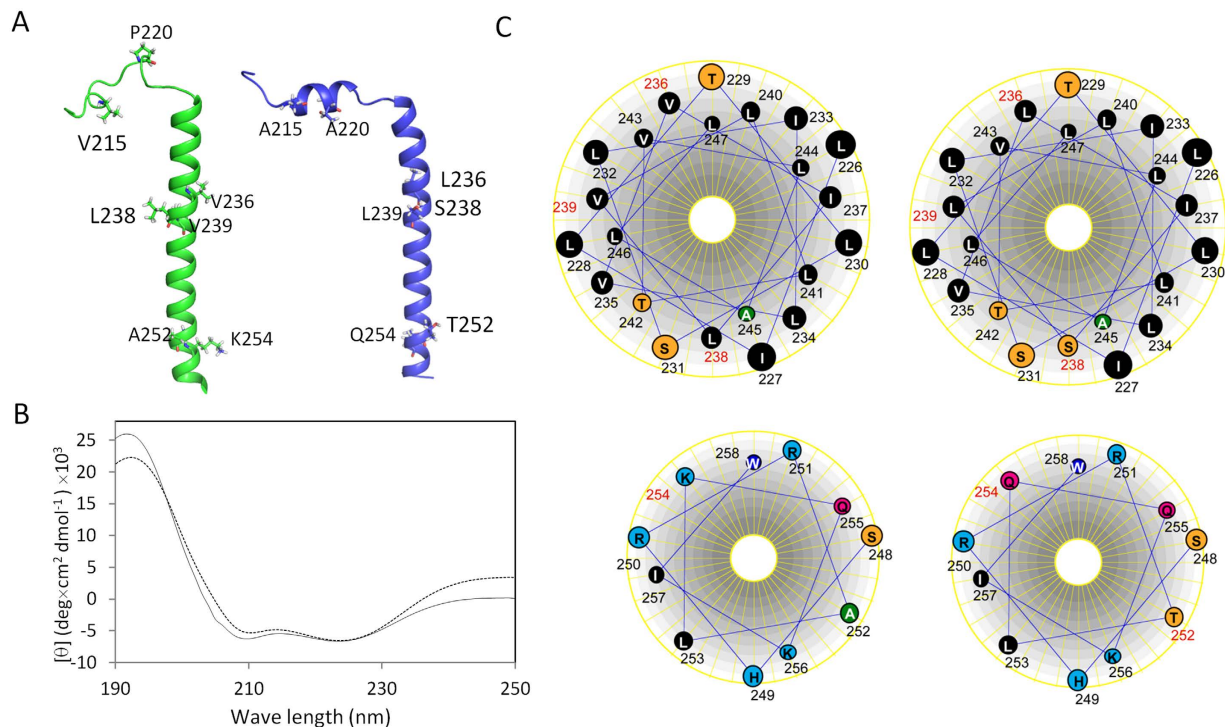 A
P220
V215
V236
L238
V239
A252
K254
A215
A220
L236
L239
S238
Q254
T252
B
[θ] (deg×cm² dmol⁻¹ ) ×10³
25
20
15
10
5
0
-5
-10
190
210
230
250
Wave length (nm)
C
T
229
236
V
L
240
I
233
243
V
L
247
L
232
244
L
L
226
V
239
I
237
L
228
L
246
L
230
V
235
L
241
T
242
A
245
L
234
S
231
L
238
I
227
T
229
236
L
L
240
I
233
243
V
L
247
L
232
244
L
L
226
L
239
I
237
L
228
L
246
L
230
V
235
L
241
T
242
A
245
L
234
S
231
S
238
I
227
258
W
R
251
K
254
Q
255
R
250
S
248
I
257
A
252
L
253
K
256
H
249
258
W
R
251
254
Q
Q
255
R
250
S
248
I
257
T
252
L
253
K
256
H
249